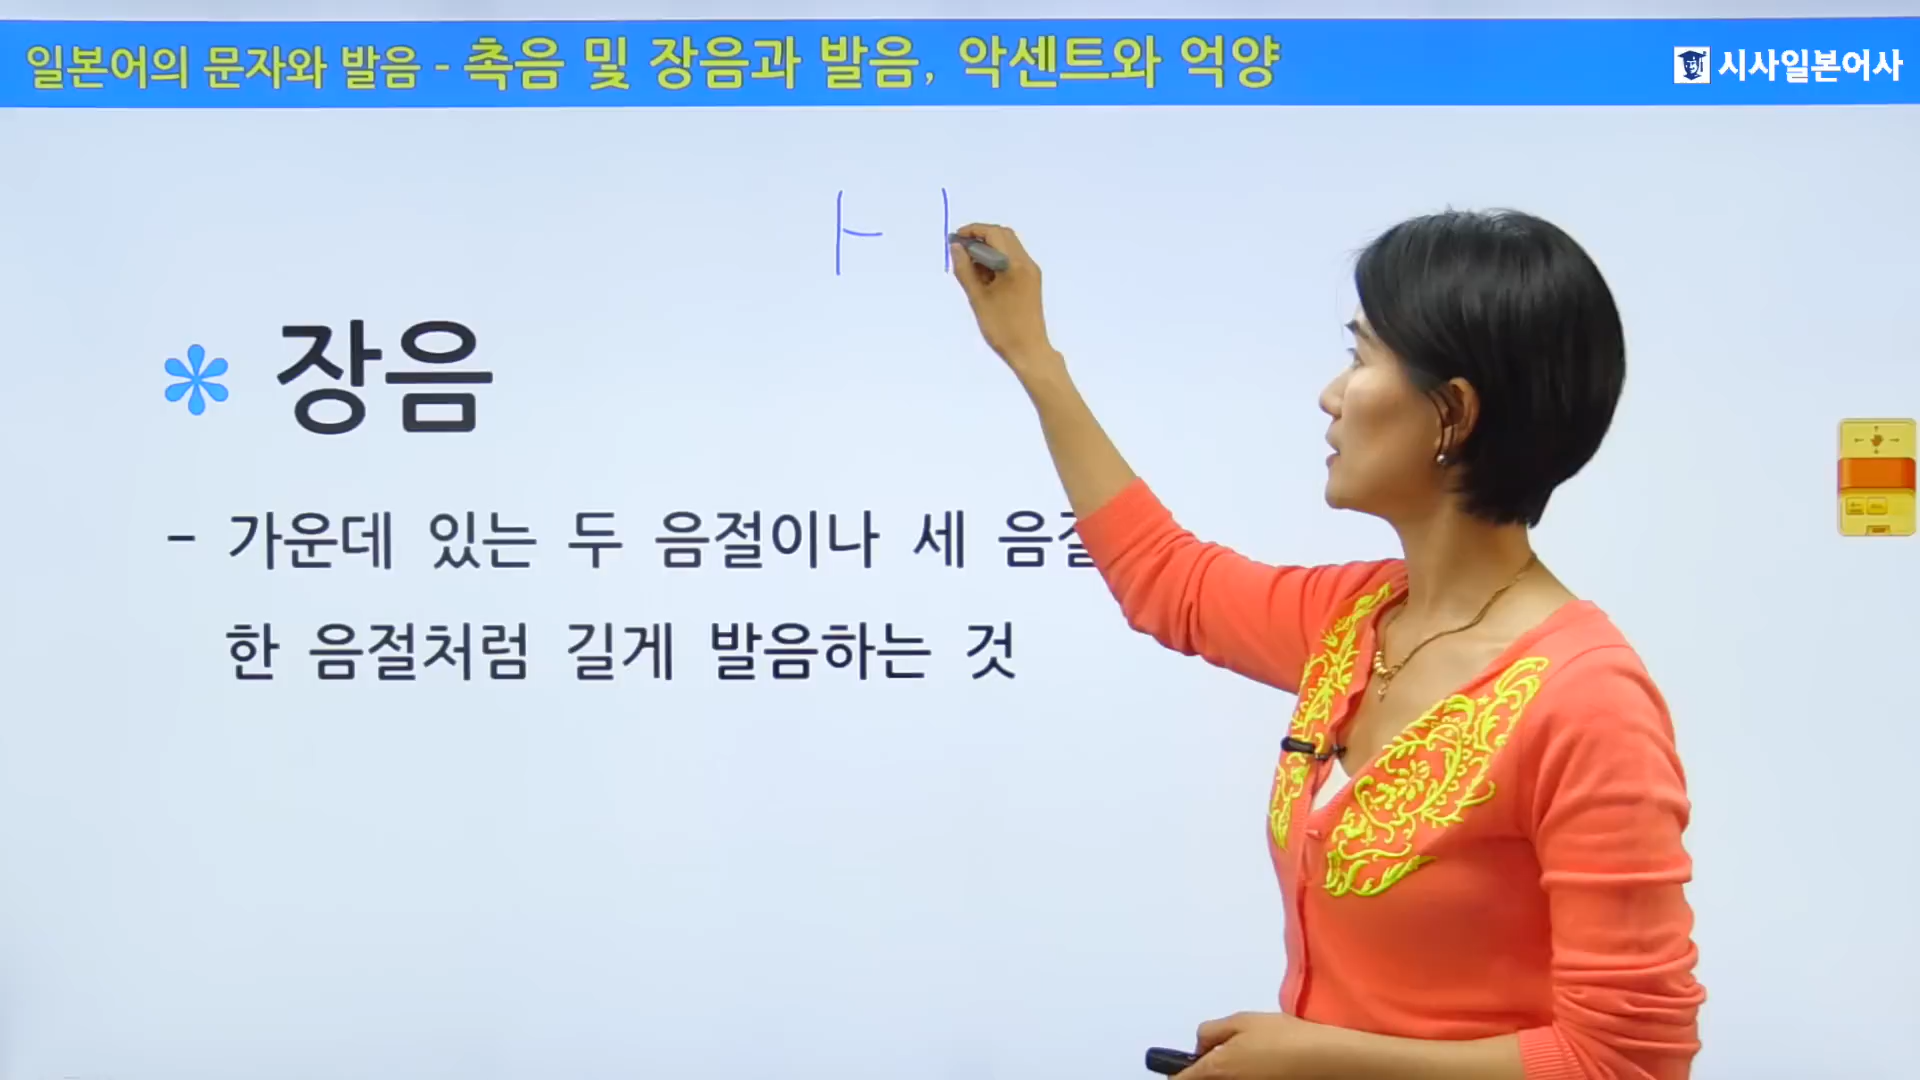 일본어의 문자와 발음 - 촉음 및 장음과 발음, 악센트와 억양
시사일본어사
ㅏ ㅣ
* 장음
- 가운데 있는 두 음절이나 세 음절
한 음절처럼 길게 발음하는 것